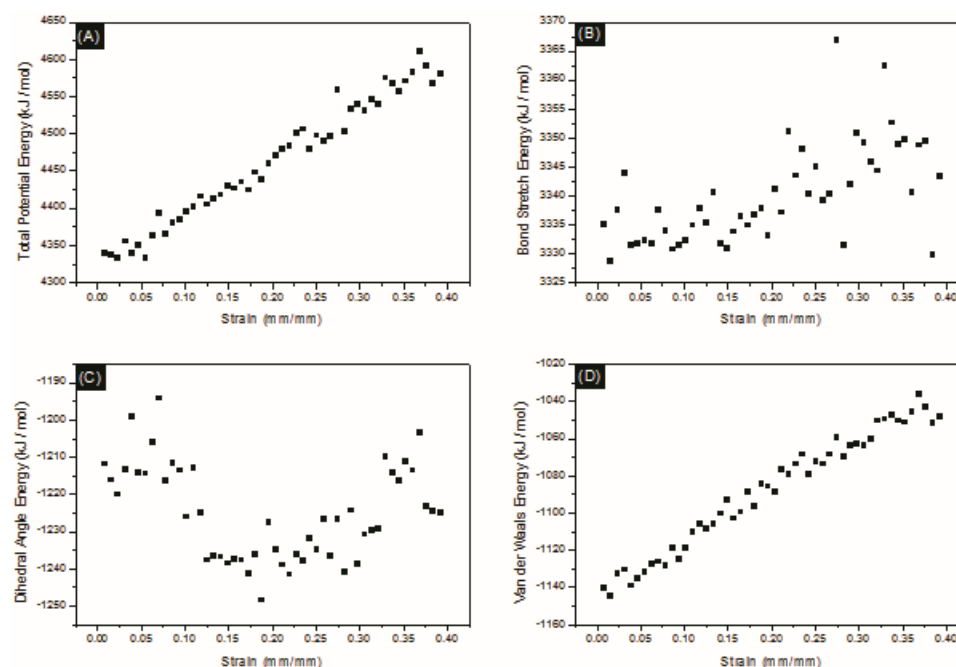 (A)
Total Potential Energy (kJ / mol)
4650
4600
4550
4500
4450
4400
4350
4300
0.00 0.05 0.10 0.15 0.20 0.25 0.30 0.35 0.40
Strain (mm/mm)
(B)
Bond Stretch Energy (kJ / mol)
3370
3365
3360
3355
3350
3345
3340
3335
3330
3325
0.00 0.05 0.10 0.15 0.20 0.25 0.30 0.35 0.40
Strain (mm/mm)
(C)
Dihedral Angle Energy (kJ / mol)
-1190
-1200
-1210
-1220
-1230
-1240
-1250
0.00 0.05 0.10 0.15 0.20 0.25 0.30 0.35 0.40
Strain (mm/mm)
(D)
Van der Waals Energy (kJ / mol)
-1020
-1040
-1060
-1080
-1100
-1120
-1140
-1160
0.00 0.05 0.10 0.15 0.20 0.25 0.30 0.35 0.40
Strain (mm/mm)